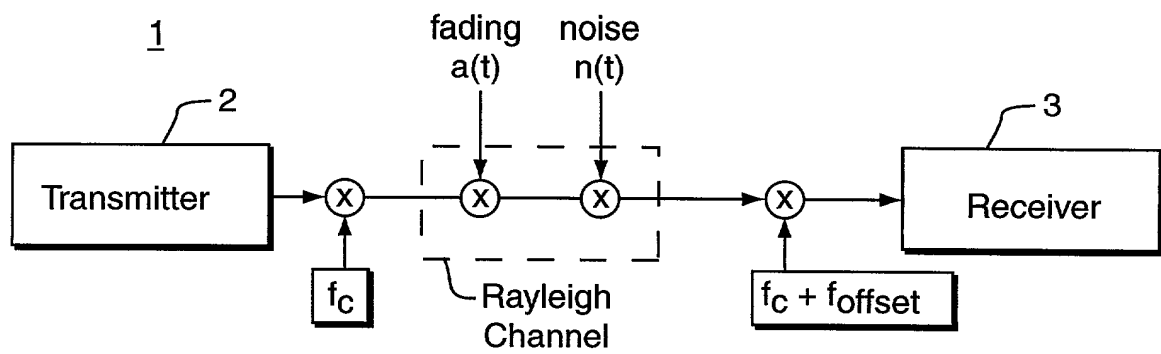 1
fading
a(t)
noise
n(t)
2
3
Transmitter
X
X
X
X
Receiver
fc
Rayleigh
Channel
fc + foffset